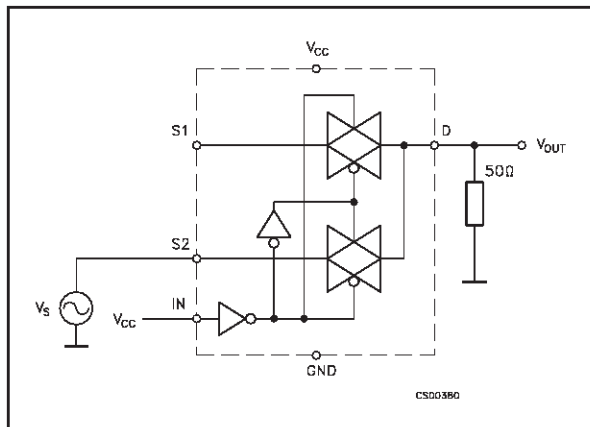 VCC
S1
D
VOUT
50Ω
S2
VS
IN
VCC
GND
CS00380